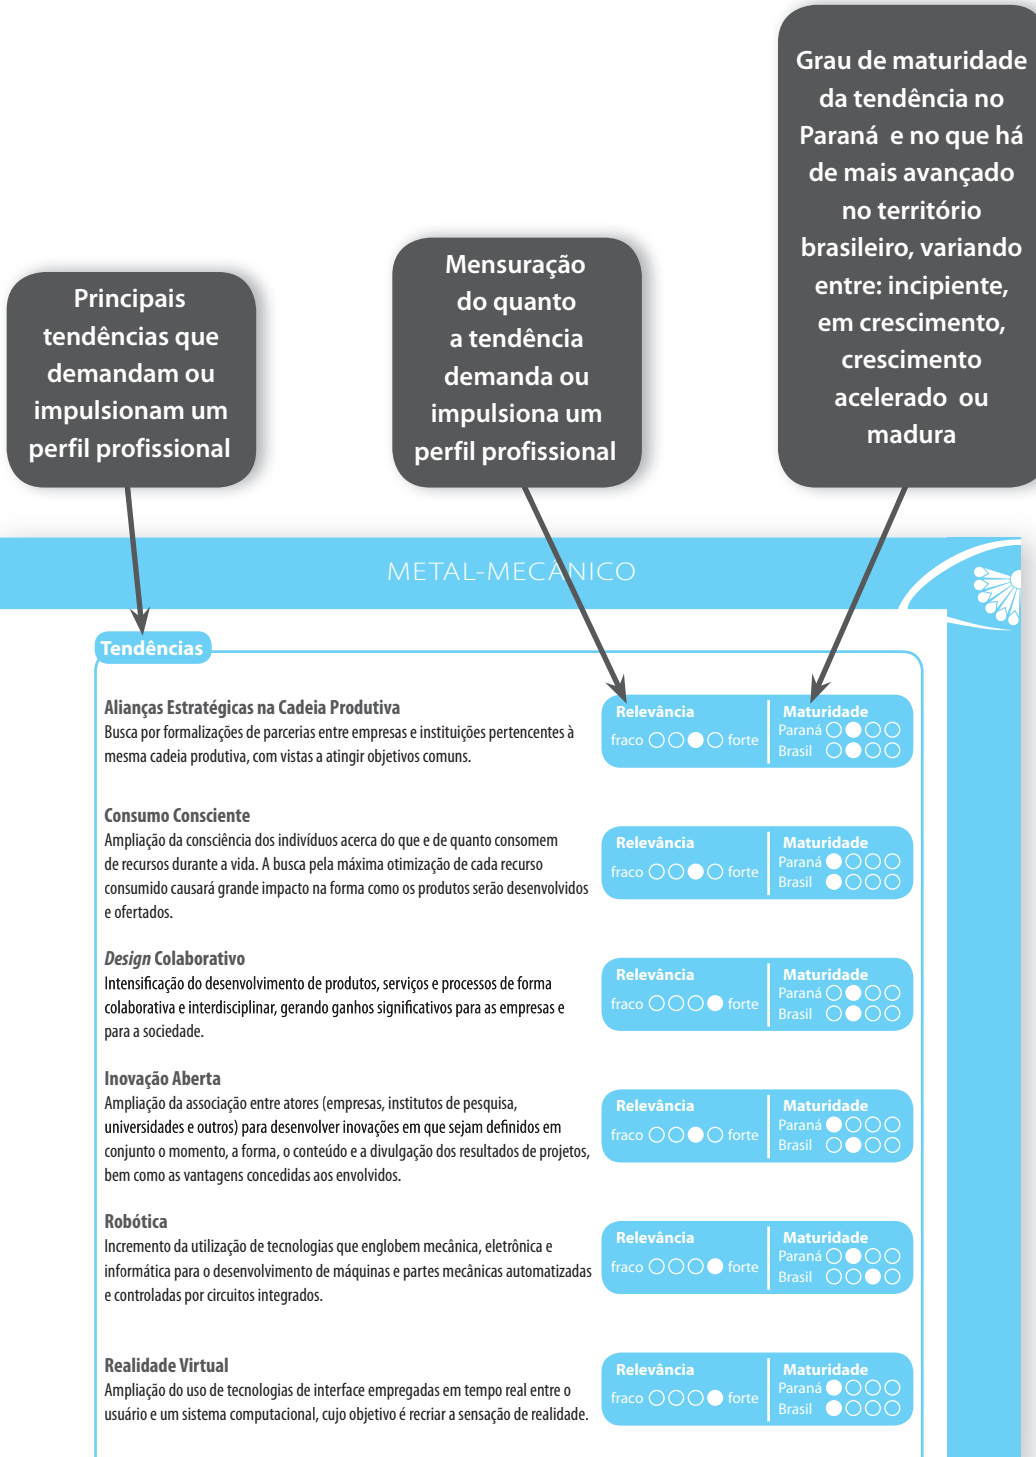 Grau de maturidade
da tendência no
Paraná e no que há
de mais avançado
no território
brasileiro, variando
entre: incipiente,
em crescimento,
crescimento
acelerado ou
madura
Mensuração
do quanto
a tendência
demanda ou
impulsiona um
perfil profissional
Principais
tendências que
demandam ou
impulsionam um
perfil profissional
METAL-MECÂNICO
Tendências
Alianças Estratégicas na Cadeia Produtiva
Busca por formalizações de parcerias entre empresas e instituições pertencentes à
mesma cadeia produtiva, com vistas a atingir objetivos comuns.
Relevância
fraco forte
Maturidade
Paraná
Brasil
Consumo Consciente
Ampliação da consciência dos indivíduos acerca do que e de quanto consomem
de recursos durante a vida. A busca pela máxima otimização de cada recurso
consumido causará grande impacto na forma como os produtos serão desenvolvidos
e ofertados.
Relevância
fraco forte
Maturidade
Paraná
Brasil
Design Colaborativo
Intensificação do desenvolvimento de produtos, serviços e processos de forma
colaborativa e interdisciplinar, gerando ganhos significativos para as empresas e
para a sociedade.
Relevância
fraco forte
Maturidade
Paraná
Brasil
Inovação Aberta
Ampliação da associação entre atores (empresas, institutos de pesquisa,
universidades e outros) para desenvolver inovações em que sejam definidos em
conjunto o momento, a forma, o conteúdo e a divulgação dos resultados de projetos,
bem como as vantagens concedidas aos envolvidos.
Relevância
fraco forte
Maturidade
Paraná
Brasil
Robótica
Incremento da utilização de tecnologias que englobem mecânica, eletrônica e
informática para o desenvolvimento de máquinas e partes mecânicas automatizadas
e controladas por circuitos integrados.
Relevância
fraco forte
Maturidade
Paraná
Brasil
Realidade Virtual
Ampliação do uso de tecnologias de interface empregadas em tempo real entre o
usuário e um sistema computacional, cujo objetivo é recriar a sensação de realidade.
Relevância
fraco forte
Maturidade
Paraná
Brasil